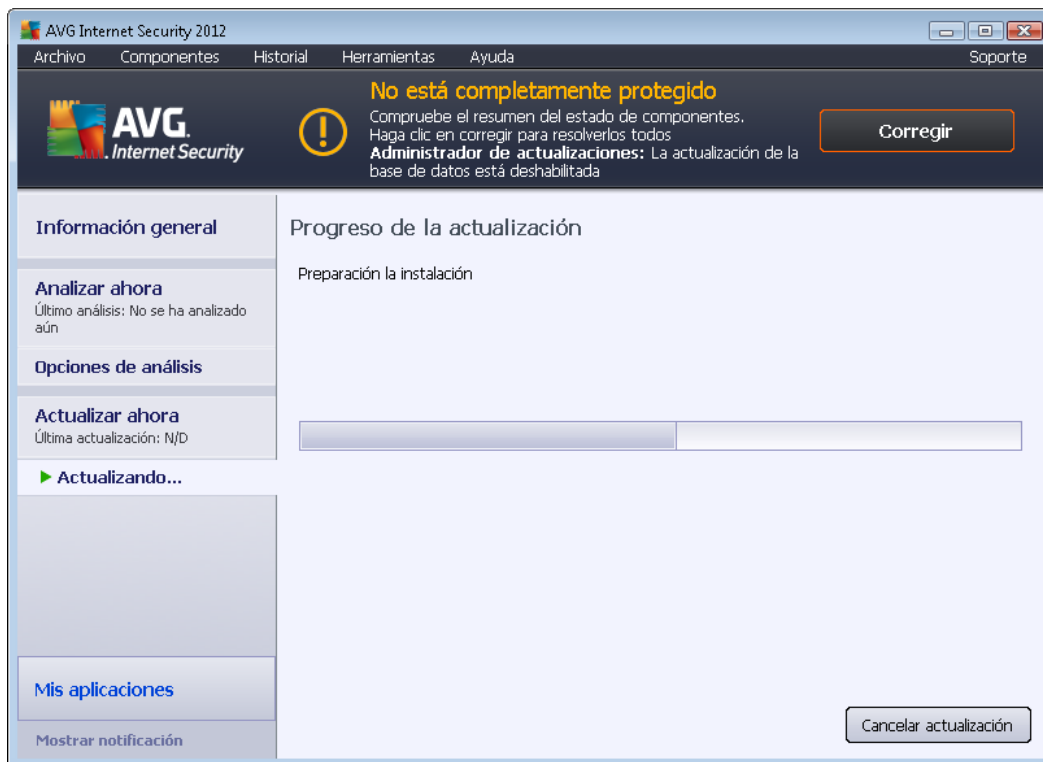 AVG Internet Security 2012
Archivo Componentes Historial Herramientas Ayuda Soporte
AVG.
Internet Security
No está completamente protegido
Compruebe el resumen del estado de componentes.
Haga clic en corregir para resolverlos todos
Administrador de actualizaciones: La actualización de la
base de datos está deshabilitada
Corregir
Información general
Analizar ahora
Último análisis: No se ha analizado
aún
Opciones de análisis
Actualizar ahora
Última actualización: N/D
Actualizando...
Mis aplicaciones
Mostrar notificación
Progreso de la actualización
Preparación la instalación
Cancelar actualización